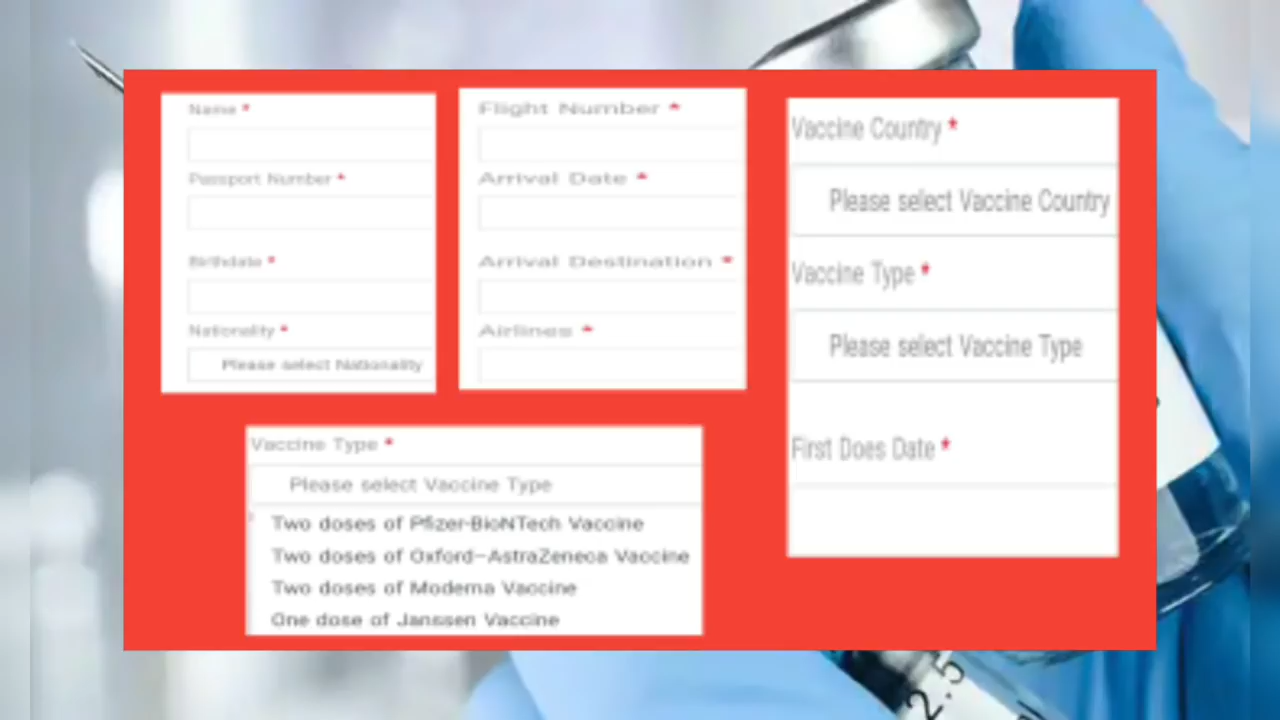 Name *
Passport Number *
Birthdate *
Nationality *
Please select Nationality
Flight Number *
Arrival Date *
Arrival Destination *
Airlines *
Vaccine Country *
Please select Vaccine Country
Vaccine Type *
Please select Vaccine Type
First Does Date *
Vaccine Type *
Please select Vaccine Type
Two doses of Pfizer-BioNTech Vaccine
Two doses of Oxford–AstraZeneca Vaccine
Two doses of Moderna Vaccine
One dose of Janssen Vaccine
2.5